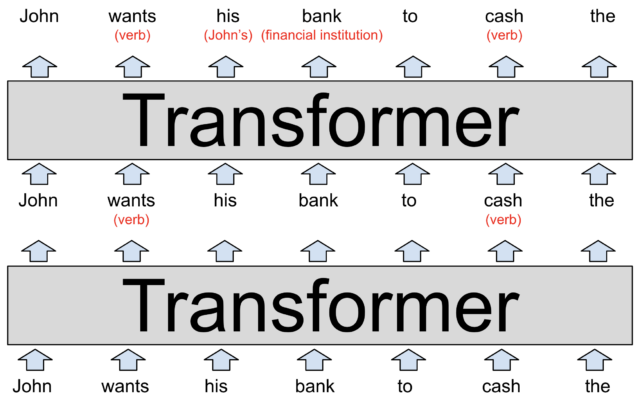 John wants his bank to cash the
(verb) (John's) (financial institution) (verb)
Transformer
John wants his bank to cash the
(verb) (verb)
Transformer
John wants his bank to cash the